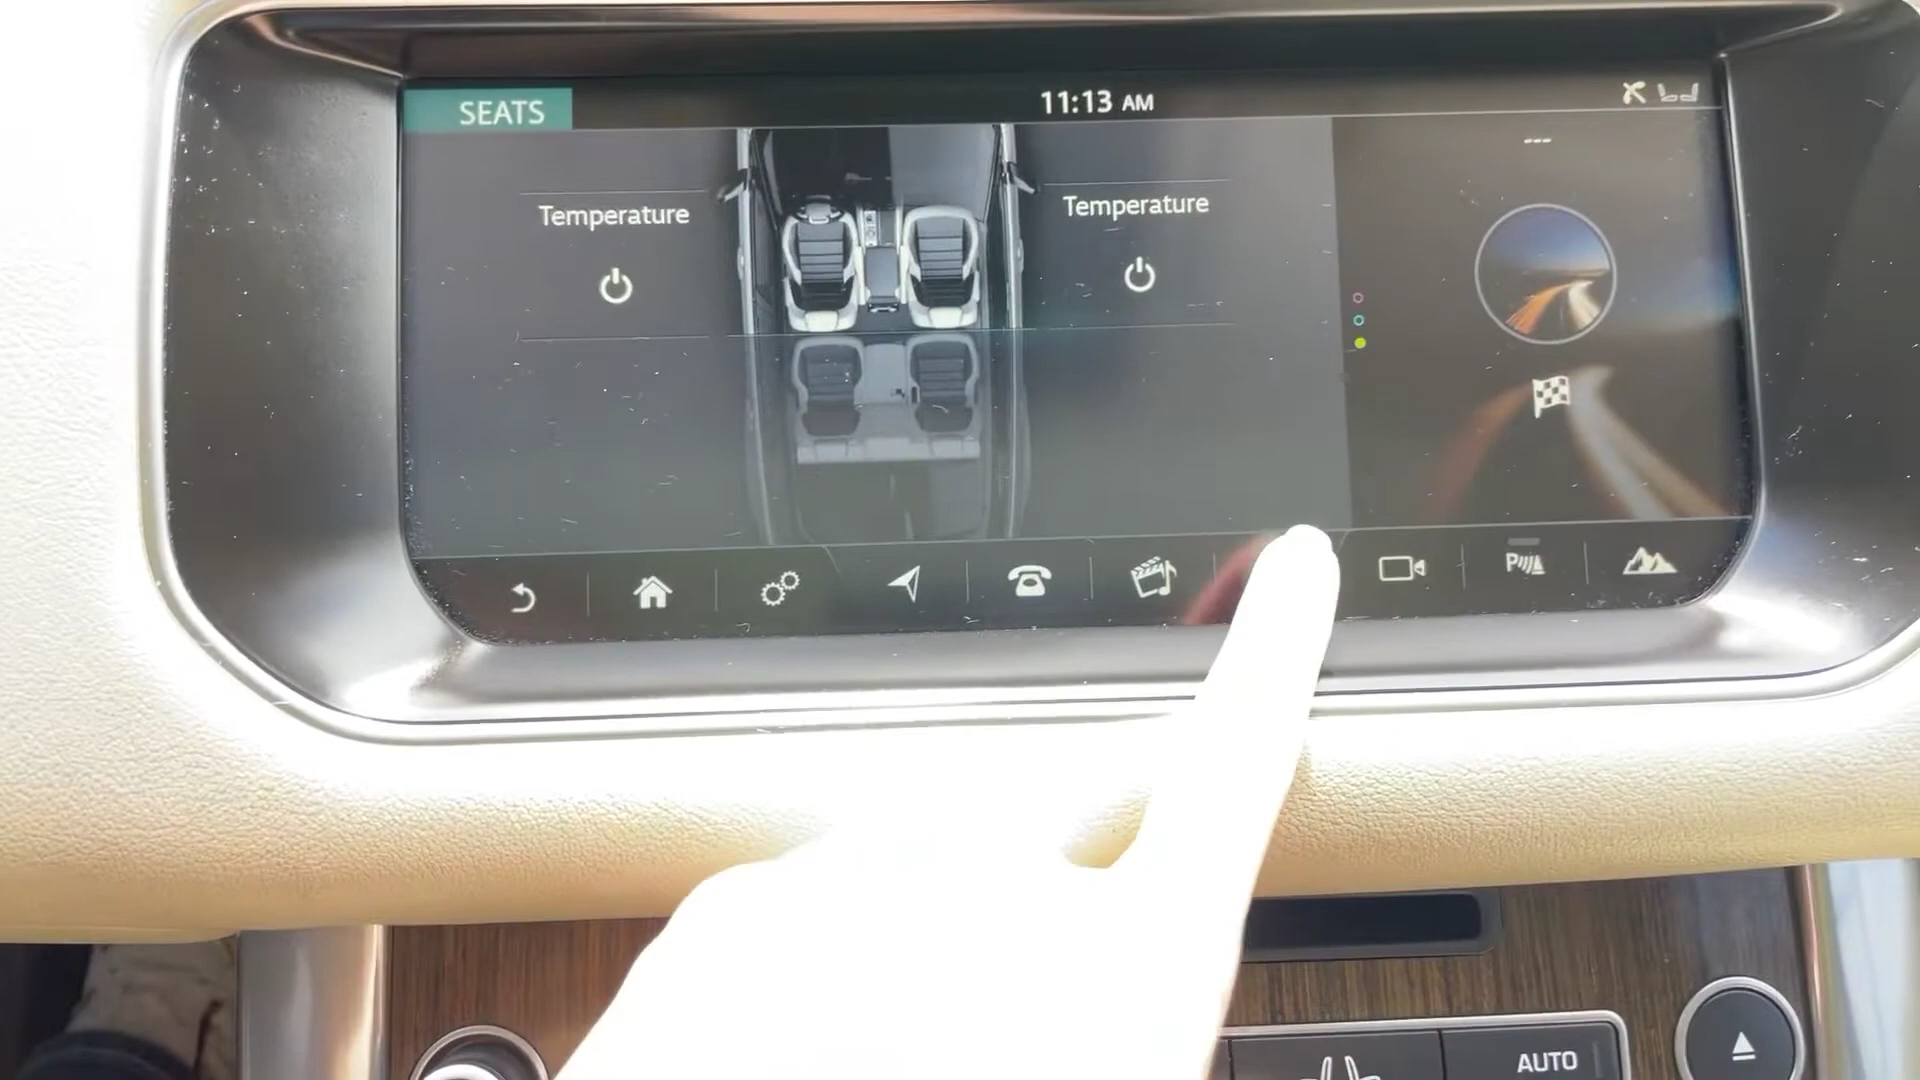 SEATS
11:13 AM
---
Temperature
Temperature
P
AUTO